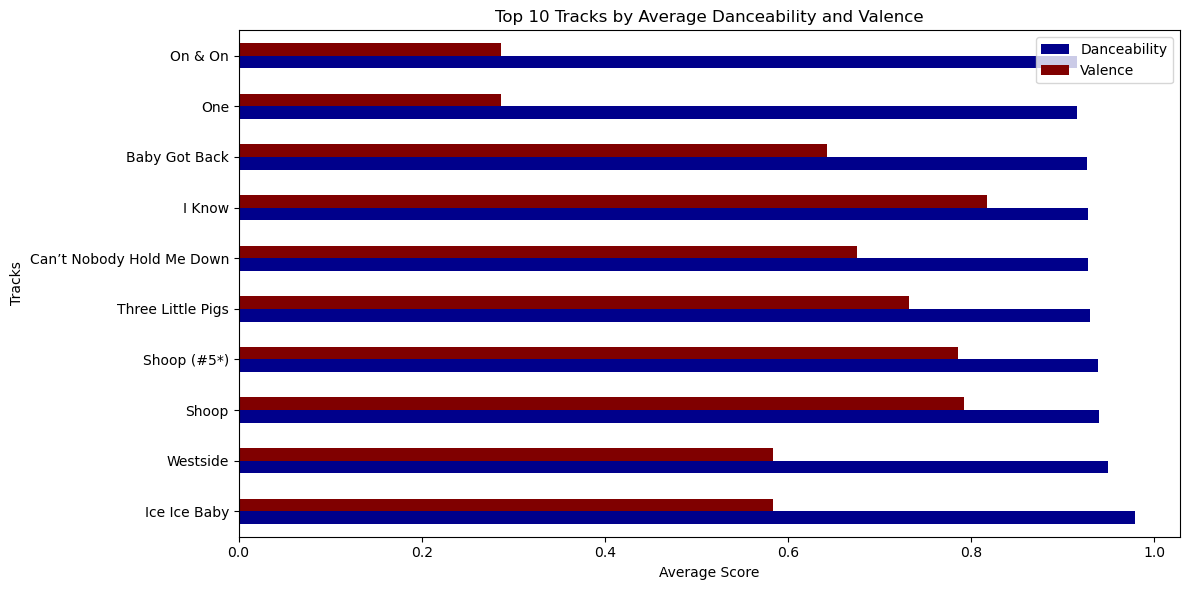 Top 10 Tracks by Average Danceability and Valence
Danceability
Valence
On & On
One
Baby Got Back
I Know
Can’t Nobody Hold Me Down
Three Little Pigs
Shoop (#5*)
Shoop
Westside
Ice Ice Baby
Tracks
0.0 0.2 0.4 0.6 0.8 1.0
Average Score